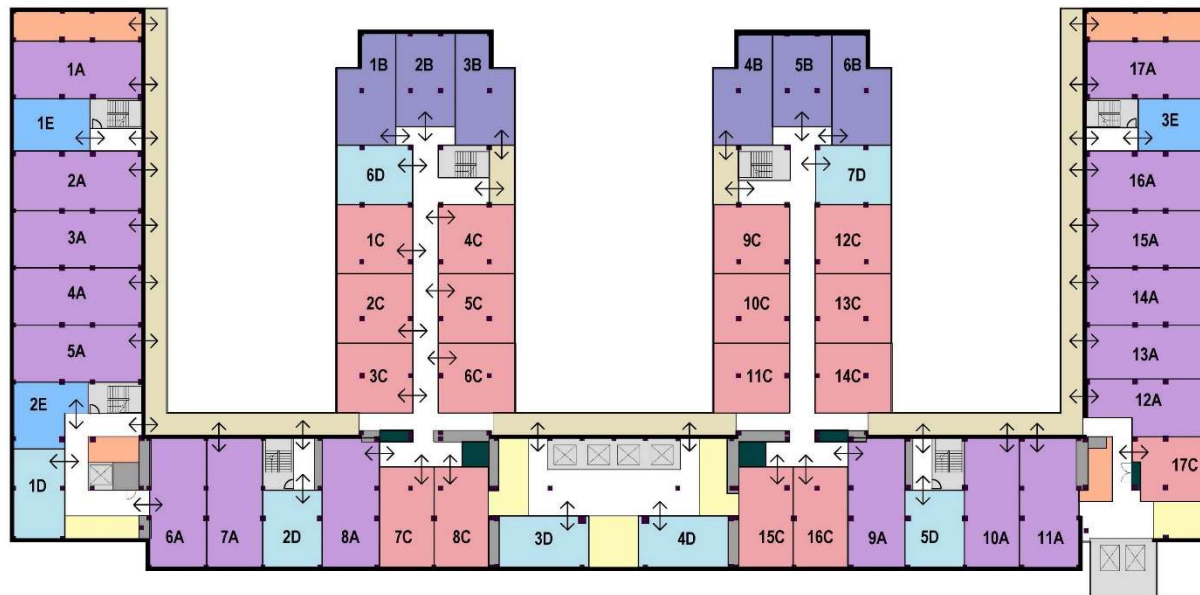 1B 2B 3B 4B 5B 6B
1A 17A
1E 3E
2A 6D 7D 16A
3A 1C 4C 9C 12C 15A
4A 2C 5C 10C 13C 14A
5A 3C 6C 11C 14C 13A
2E 12A
1D 17C
6A 7A 2D 8A 7C 8C 3D 4D 15C 16C 9A 5D 10A 11A